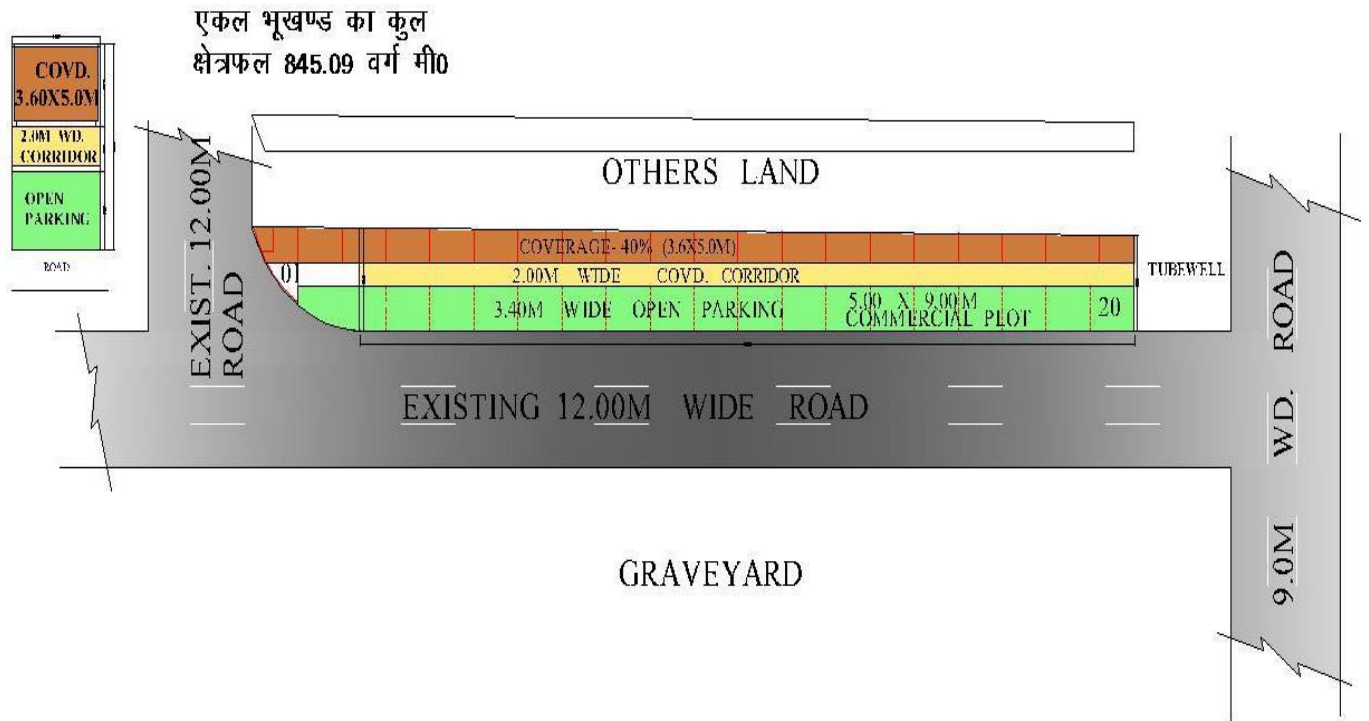 एकल भूखण्ड का कुल
क्षेत्रफल 845.09 वर्ग मी0
COVD.
3.60X5.0M
2.0M WD.
CORRIDOR
OPEN
PARKING
ROAD
EXIST. 12.00M
ROAD
OTHERS LAND
COVERAGE- 40% (3.6X5.0M)
01
2.00M WIDE COVD. CORRIDOR
3.40M WIDE OPEN PARKING
5.00 X 9.00M
COMMERCIAL PLOT
20
TUBEWELL
EXISTING 12.00M WIDE ROAD
9.0M WD. ROAD
GRAVEYARD